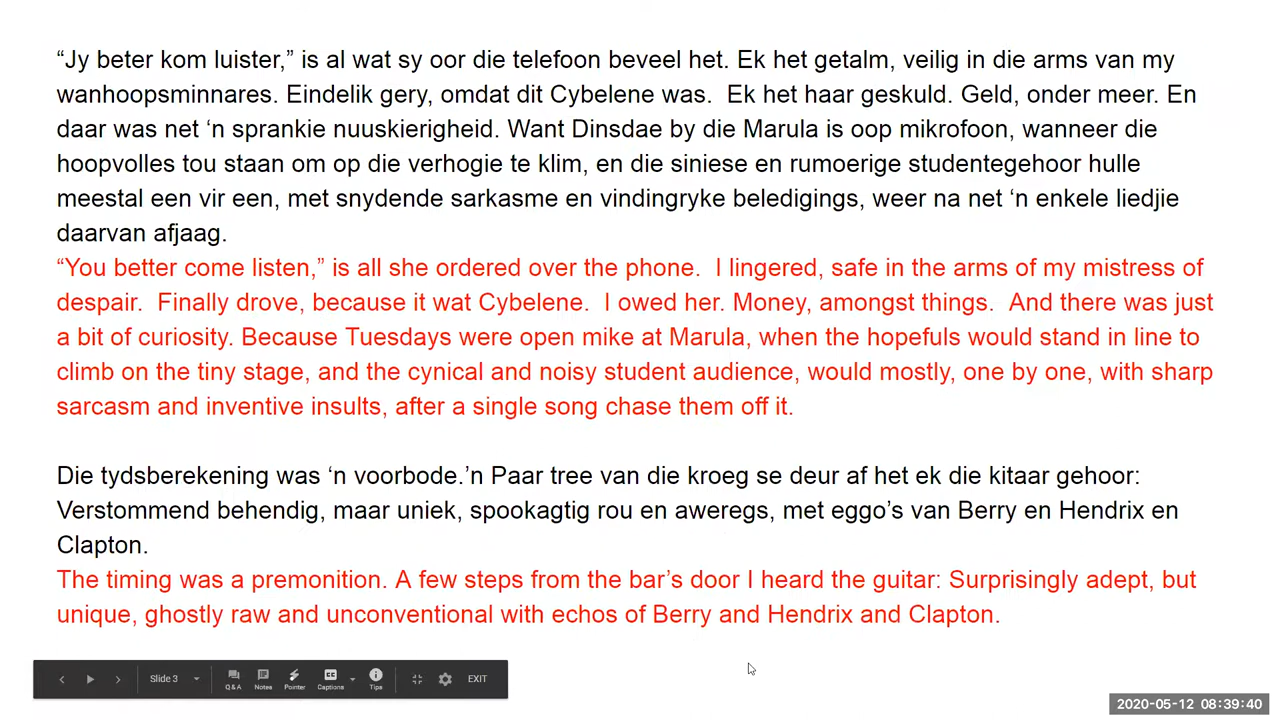 “Jy beter kom luister,” is al wat sy oor die telefoon beveel het. Ek het getalm, veilig in die arms van my
wanhoopsminnares. Eindelik gery, omdat dit Cybelene was.  Ek het haar geskuld. Geld, onder meer. En
daar was net ‘n sprankie nuuskierigheid. Want Dinsdae by die Marula is oop mikrofoon, wanneer die
hoopvolles tou staan om op die verhogie te klim, en die siniese en rumoerige studentegehoor hulle
meestal een vir een, met snydende sarkasme en vindingryke beledigings, weer na net ‘n enkele liedjie
daarvan afjaag.
“You better come listen,” is all she ordered over the phone.  I lingered, safe in the arms of my mistress of
despair.  Finally drove, because it wat Cybelene.  I owed her. Money, amongst things.  And there was just
a bit of curiosity. Because Tuesdays were open mike at Marula, when the hopefuls would stand in line to
climb on the tiny stage, and the cynical and noisy student audience, would mostly, one by one, with sharp
sarcasm and inventive insults, after a single song chase them off it.
Die tydsberekening was ‘n voorbode.’n Paar tree van die kroeg se deur af het ek die kitaar gehoor:
Verstommend behendig, maar uniek, spookagtig rou en aweregs, met eggo’s van Berry en Hendrix en
Clapton.
The timing was a premonition. A few steps from the bar’s door I heard the guitar: Surprisingly adept, but
unique, ghostly raw and unconventional with echos of Berry and Hendrix and Clapton.
Slide 3 Q&A Notes Pointer Captions Tips EXIT
2020-05-12 08:39:40